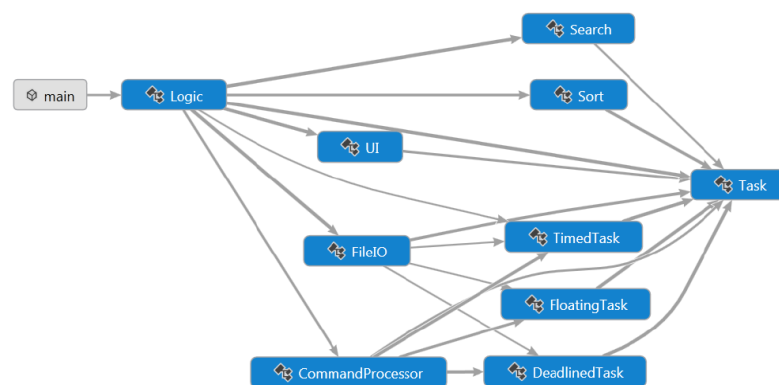 Search
main
Logic
Sort
UI
Task
TimedTask
FileIO
FloatingTask
CommandProcessor
DeadlinedTask